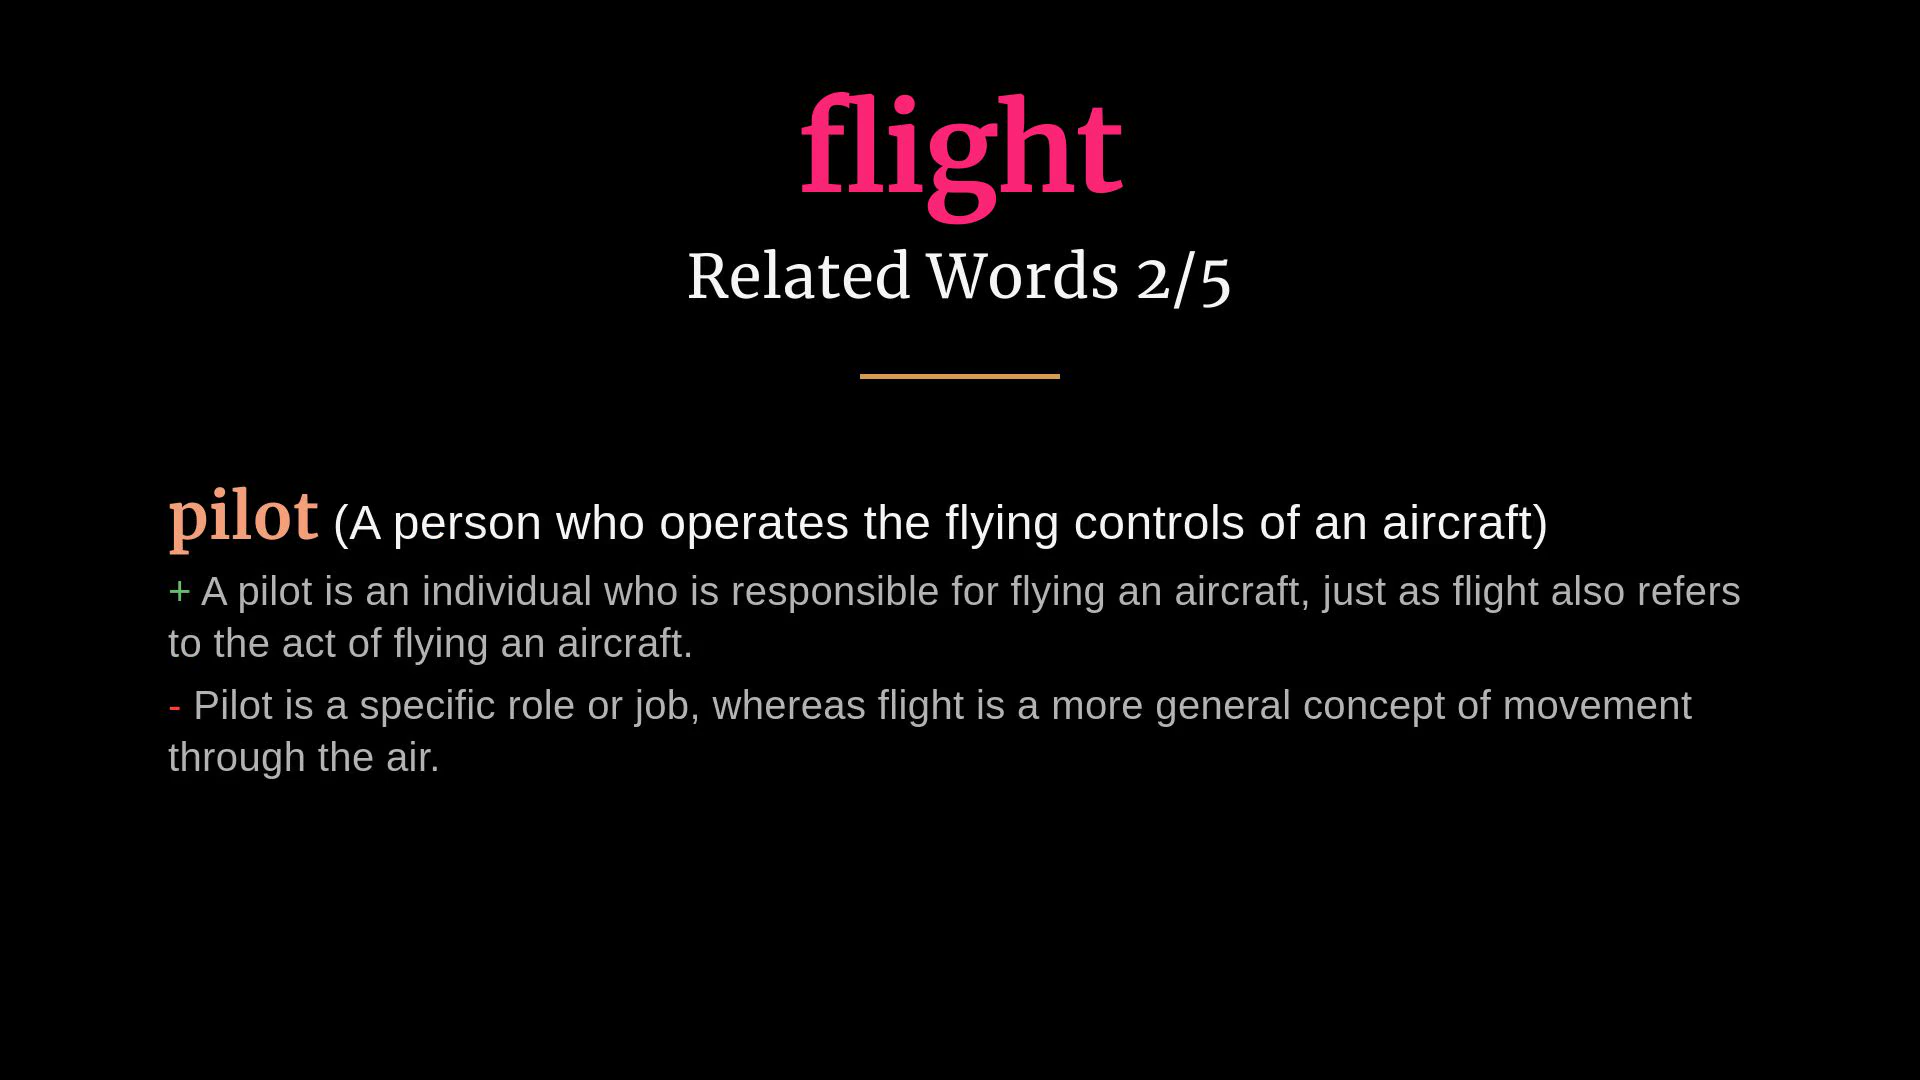 flight
Related Words 2/5
pilot (A person who operates the flying controls of an aircraft)
+ A pilot is an individual who is responsible for flying an aircraft, just as flight also refers
to the act of flying an aircraft.
- Pilot is a specific role or job, whereas flight is a more general concept of movement
through the air.